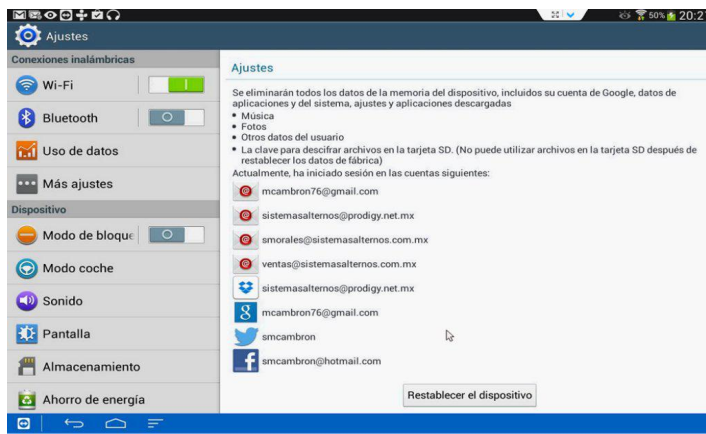 50% 20:2
Ajustes
Conexiones inalámbricas
Wi-Fi
Bluetooth
Uso de datos
Más ajustes
Dispositivo
Modo de bloque
Modo coche
Sonido
Pantalla
Almacenamiento
Ahorro de energía
Ajustes
Se eliminarán todos los datos de la memoria del dispositivo, incluidos su cuenta de Google, datos de
aplicaciones y del sistema, ajustes y aplicaciones descargadas
• Música
• Fotos
• Otros datos del usuario
• La clave para descifrar archivos en la tarjeta SD. (No puede utilizar archivos en la tarjeta SD después de
restablecer los datos de fábrica)
Actualmente, ha iniciado sesión en las cuentas siguientes:
mcambron76@gmail.com
sistemasalternos@prodigy.net.mx
smorales@sistemasalternos.com.mx
ventas@sistemasalternos.com.mx
sistemasalternos@prodigy.net.mx
mcambron76@gmail.com
smcambron
smcambron@hotmail.com
Restablecer el dispositivo